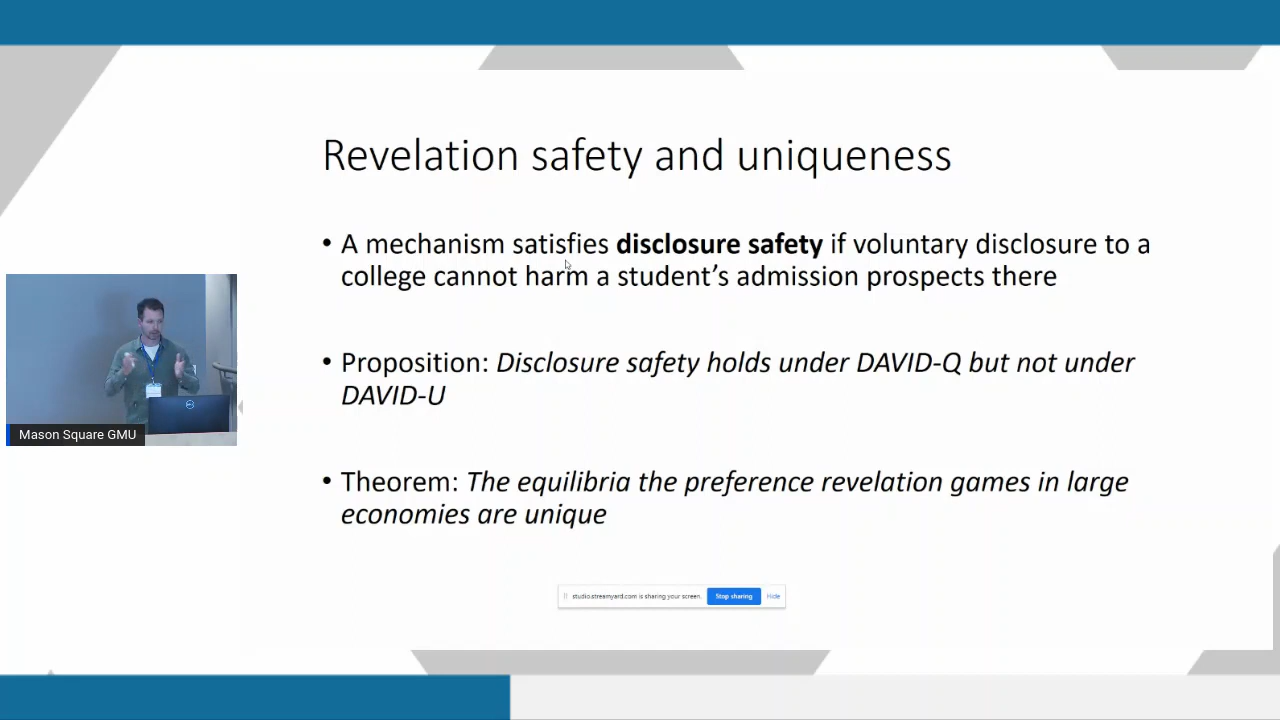 Revelation safety and uniqueness
• A mechanism satisfies disclosure safety if voluntary disclosure to a
college cannot harm a student's admission prospects there
• Proposition: Disclosure safety holds under DAVID-Q but not under
DAVID-U
• Theorem: The equilibria the preference revelation games in large
economies are unique
Mason Square GMU
studio.streamyard.com is sharing your screen.
Stop sharing
Hide